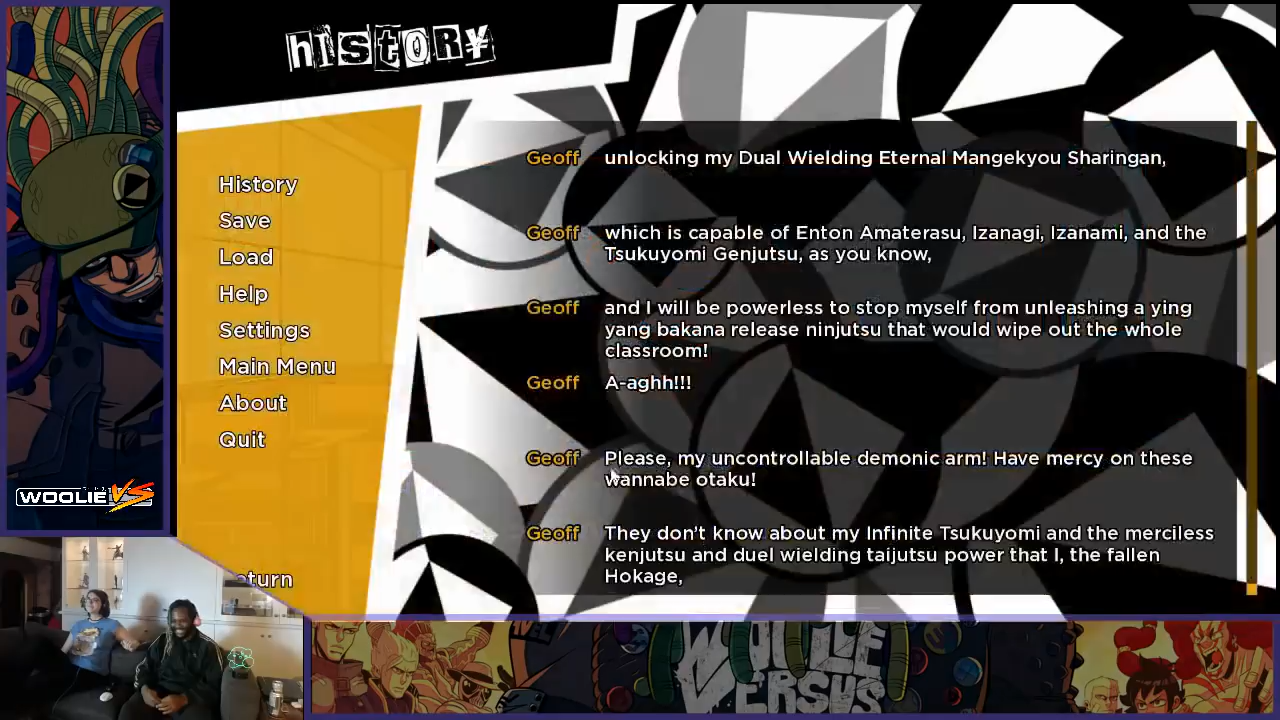 hIStORY
History
Save
Load
Help
Settings
Main Menu
About
Quit
eturn
Geoff unlocking my Dual Wielding Eternal Mangekyou Sharingan,
Geoff which is capable of Enton Amaterasu, Izanagi, Izanami, and the
Tsukuyomi Genjutsu, as you know,
Geoff and I will be powerless to stop myself from unleashing a ying
yang bakana release ninjutsu that would wipe out the whole
classroom!
Geoff A-aghh!!!
Geoff Please, my uncontrollable demonic arm! Have mercy on these
wannabe otaku!
Geoff They don’t know about my Infinite Tsukuyomi and the merciless
kenjutsu and duel wielding taijutsu power that I, the fallen
Hokage,
WOOLIE VS
WOOLIE
VERSUS